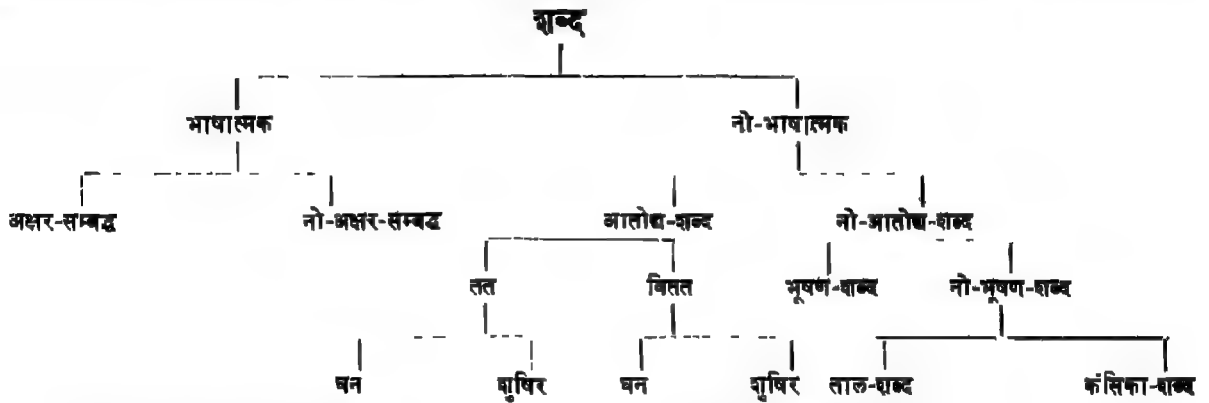 शब्द
भाषात्मक नो-भाषात्मक
अक्षर-सम्बद्ध नो-अक्षर-सम्बद्ध आतोद्य-शब्द नो-आतोद्य-शब्द
तत वितत भूषण-शब्द नो-भूषण-शब्द
घन शुषिर घन शुषिर ताल-शब्द कंसिका-शब्द